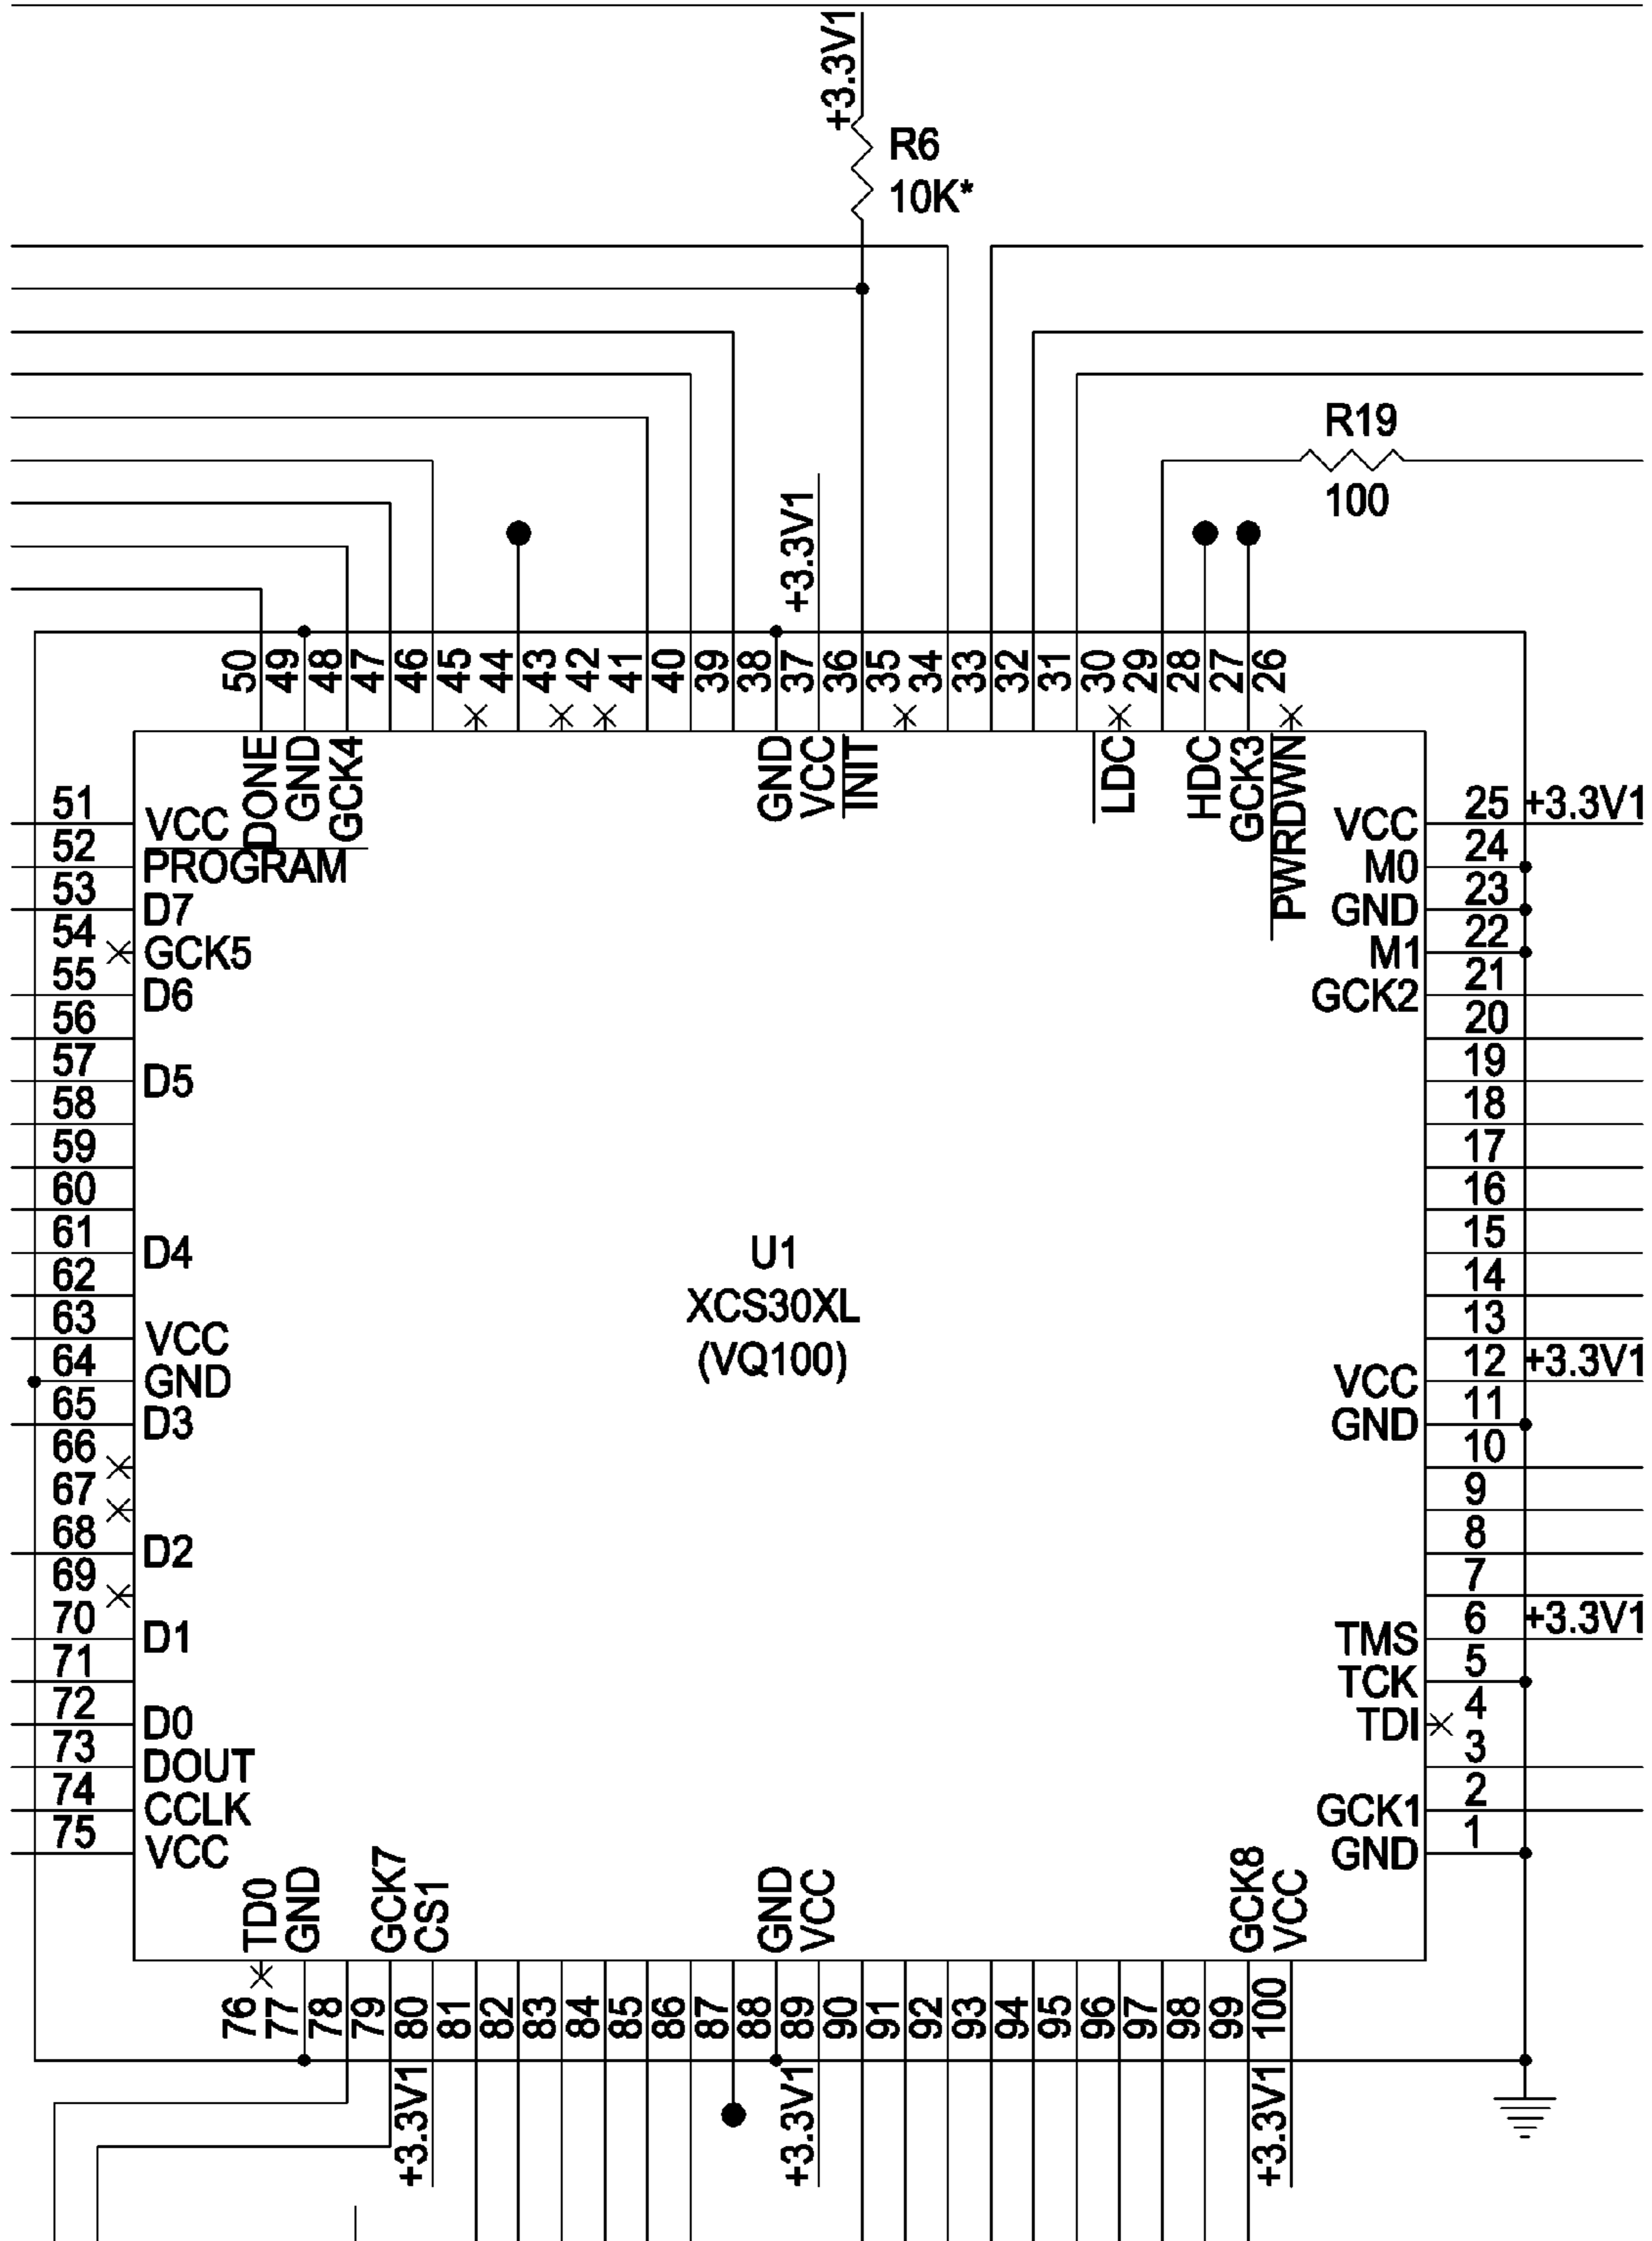 +3.3V1
R6
10K*
R19
100
+3.3V1
50
49
48
47
46
45
44
43
42
41
40
39
38
37
36
35
34
33
32
31
30
29
28
27
26
DONE
GND
GCK4
GND
VCC
INIT
LDC
HDC
GCK3
PWRDWN
51 VCC
52 PROGRAM
53 D7
54 GCK5
55 D6
56
57 D5
58
59
60
61 D4
62
63 VCC
64 GND
65 D3
66
67
68 D2
69
70 D1
71
72 D0
73 DOUT
74 CCLK
75 VCC
U1
XCS30XL
(VQ100)
VCC 25 +3.3V1
M0 24
GND 23
M1 22
GCK2 21
20
19
18
17
16
15
14
13
VCC 12 +3.3V1
GND 11
10
9
8
7
TMS 6 +3.3V1
TCK 5
TDI 4
3
GCK1 2
GND 1
TD0
GND
GCK7
CS1
GND
VCC
GCK8
VCC
76
77
78
79
80
81
82
83
84
85
86
87
88
89
90
91
92
93
94
95
96
97
98
99
100
+3.3V1
+3.3V1
+3.3V1